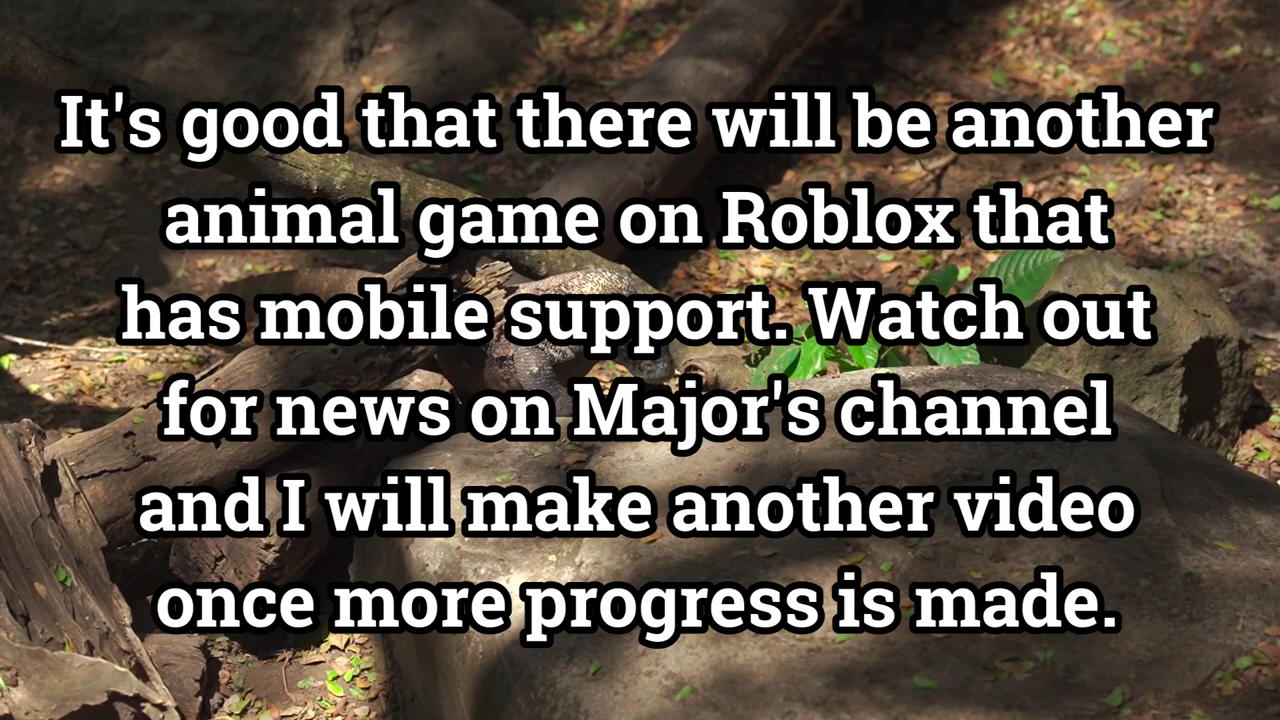 It's good that there will be another
animal game on Roblox that
has mobile support. Watch out
for news on Major's channel
and I will make another video
once more progress is made.